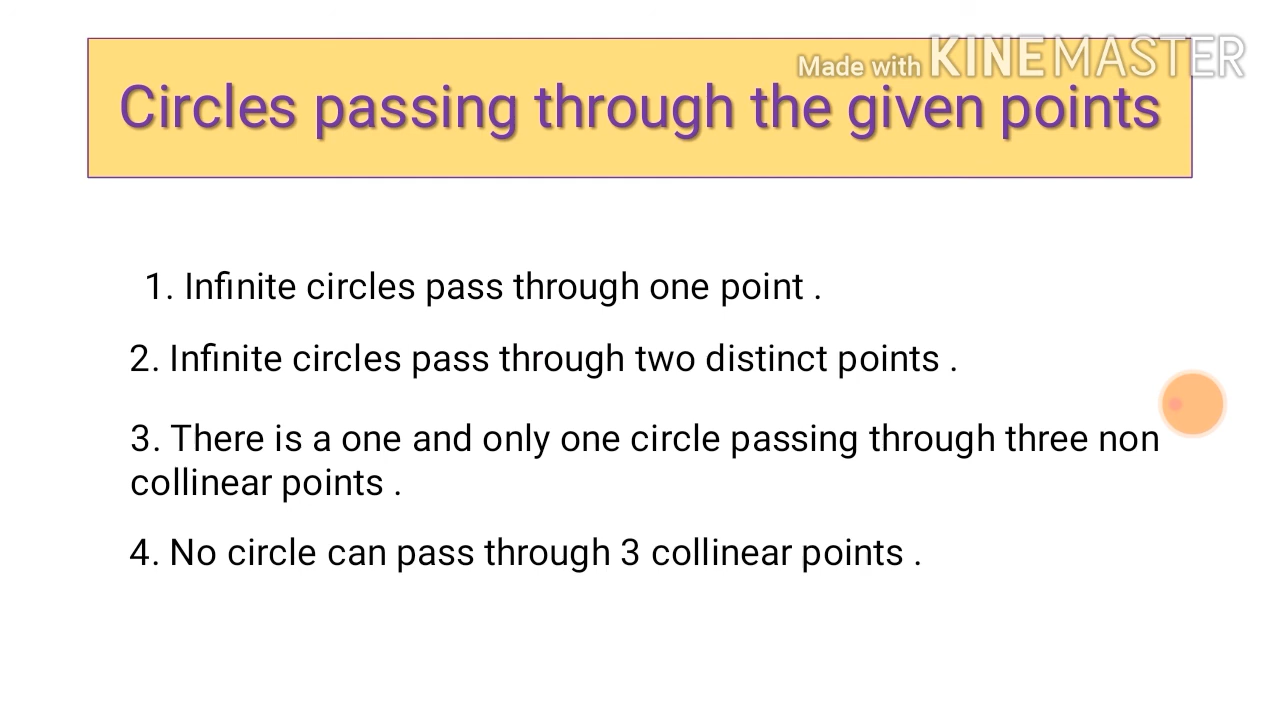 Made with KINEMASTER
Circles passing through the given points
1. Infinite circles pass through one point .
2. Infinite circles pass through two distinct points .
3. There is a one and only one circle passing through three non
collinear points .
4. No circle can pass through 3 collinear points .